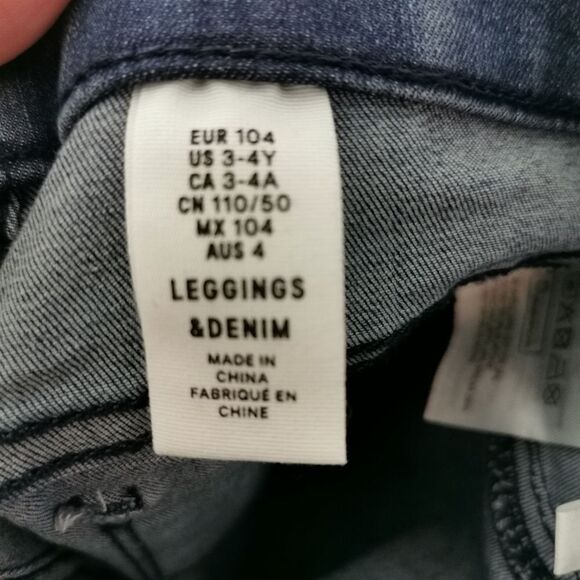 EUR 104
US 3-4Y
CA 3-4A
CN 110/50
MX 104
AUS 4
LEGGINGS
&DENIM
MADE IN
CHINA
FABRIQUÉ EN
CHINE